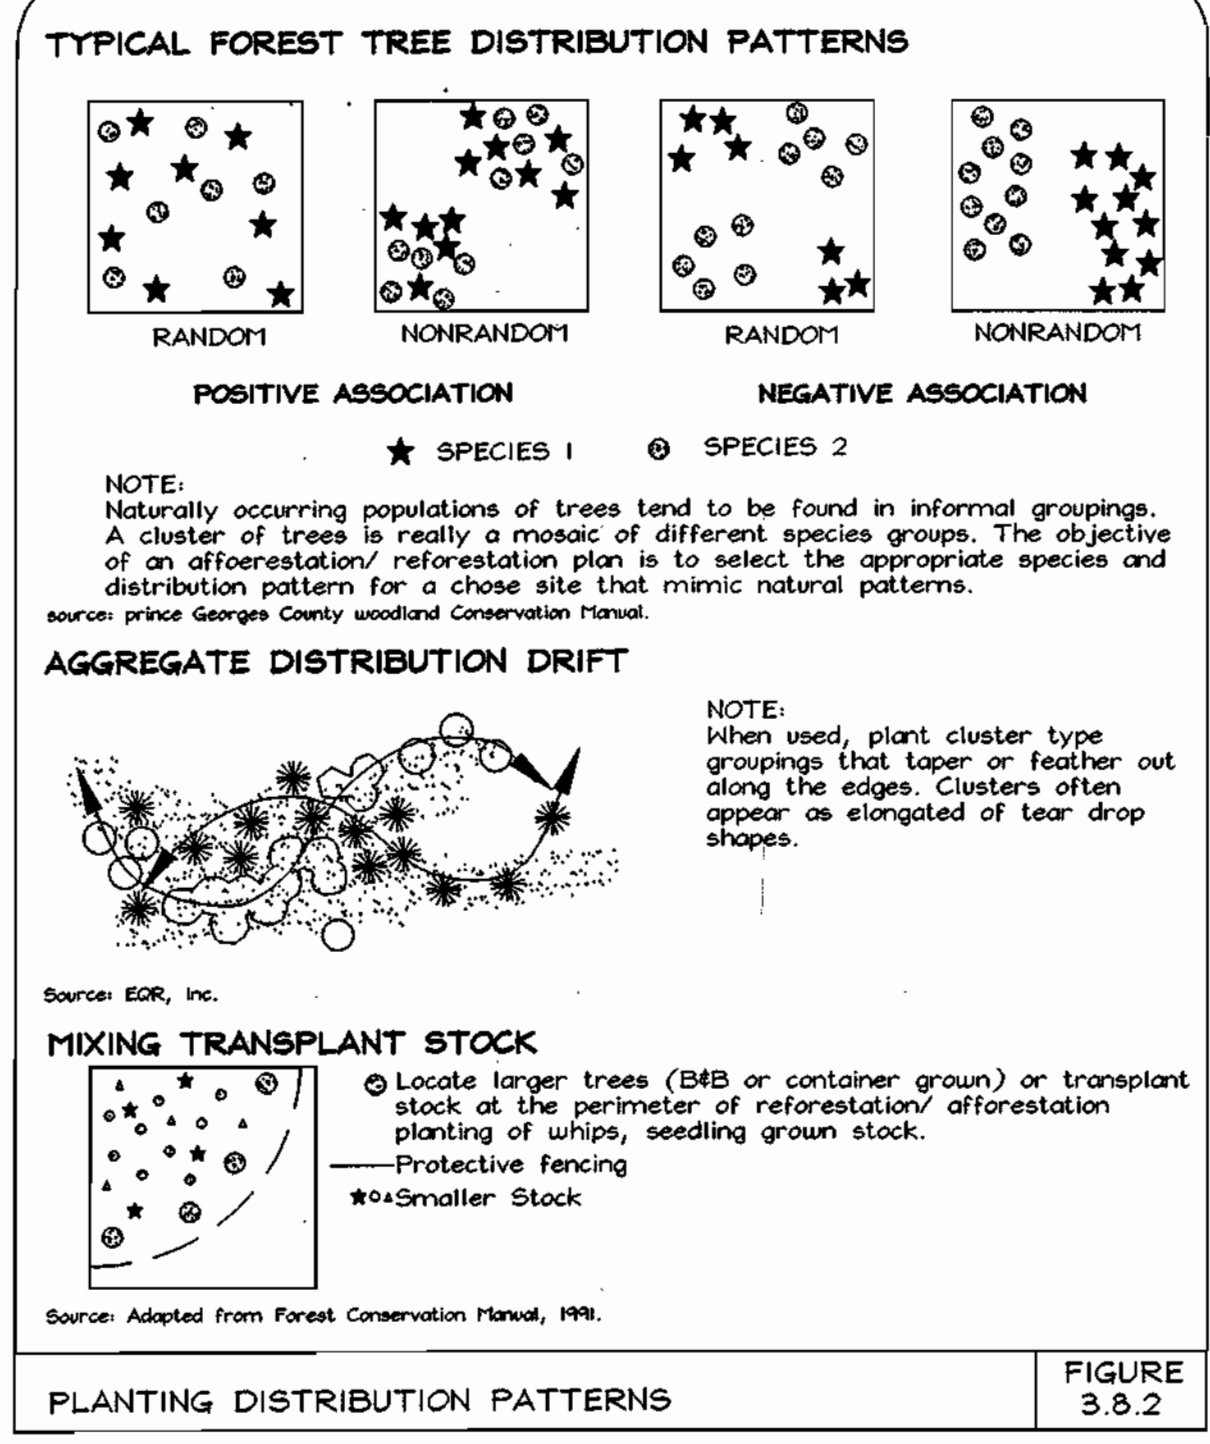 TYPICAL FOREST TREE DISTRIBUTION PATTERNS
RANDOM
NONRANDOM
RANDOM
NONRANDOM
POSITIVE ASSOCIATION
NEGATIVE ASSOCIATION
SPECIES 1
SPECIES 2
NOTE:
Naturally occurring populations of trees tend to be found in informal groupings.
A cluster of trees is really a mosaic of different species groups. The objective
of an affoerestation/ reforestation plan is to select the appropriate species and
distribution pattern for a chose site that mimic natural patterns.
source: prince Georges County woodland Conservation Manual.
AGGREGATE DISTRIBUTION DRIFT
NOTE:
When used, plant cluster type
groupings that taper or feather out
along the edges. Clusters often
appear as elongated of tear drop
shapes.
Source: EQR, Inc.
MIXING TRANSPLANT STOCK
Locate larger trees (B&B or container grown) or transplant
stock at the perimeter of reforestation/ afforestation
planting of whips, seedling grown stock.
Protective fencing
Smaller Stock
Source: Adapted from Forest Conservation Manual, 1991.
PLANTING DISTRIBUTION PATTERNS
FIGURE
3.8.2